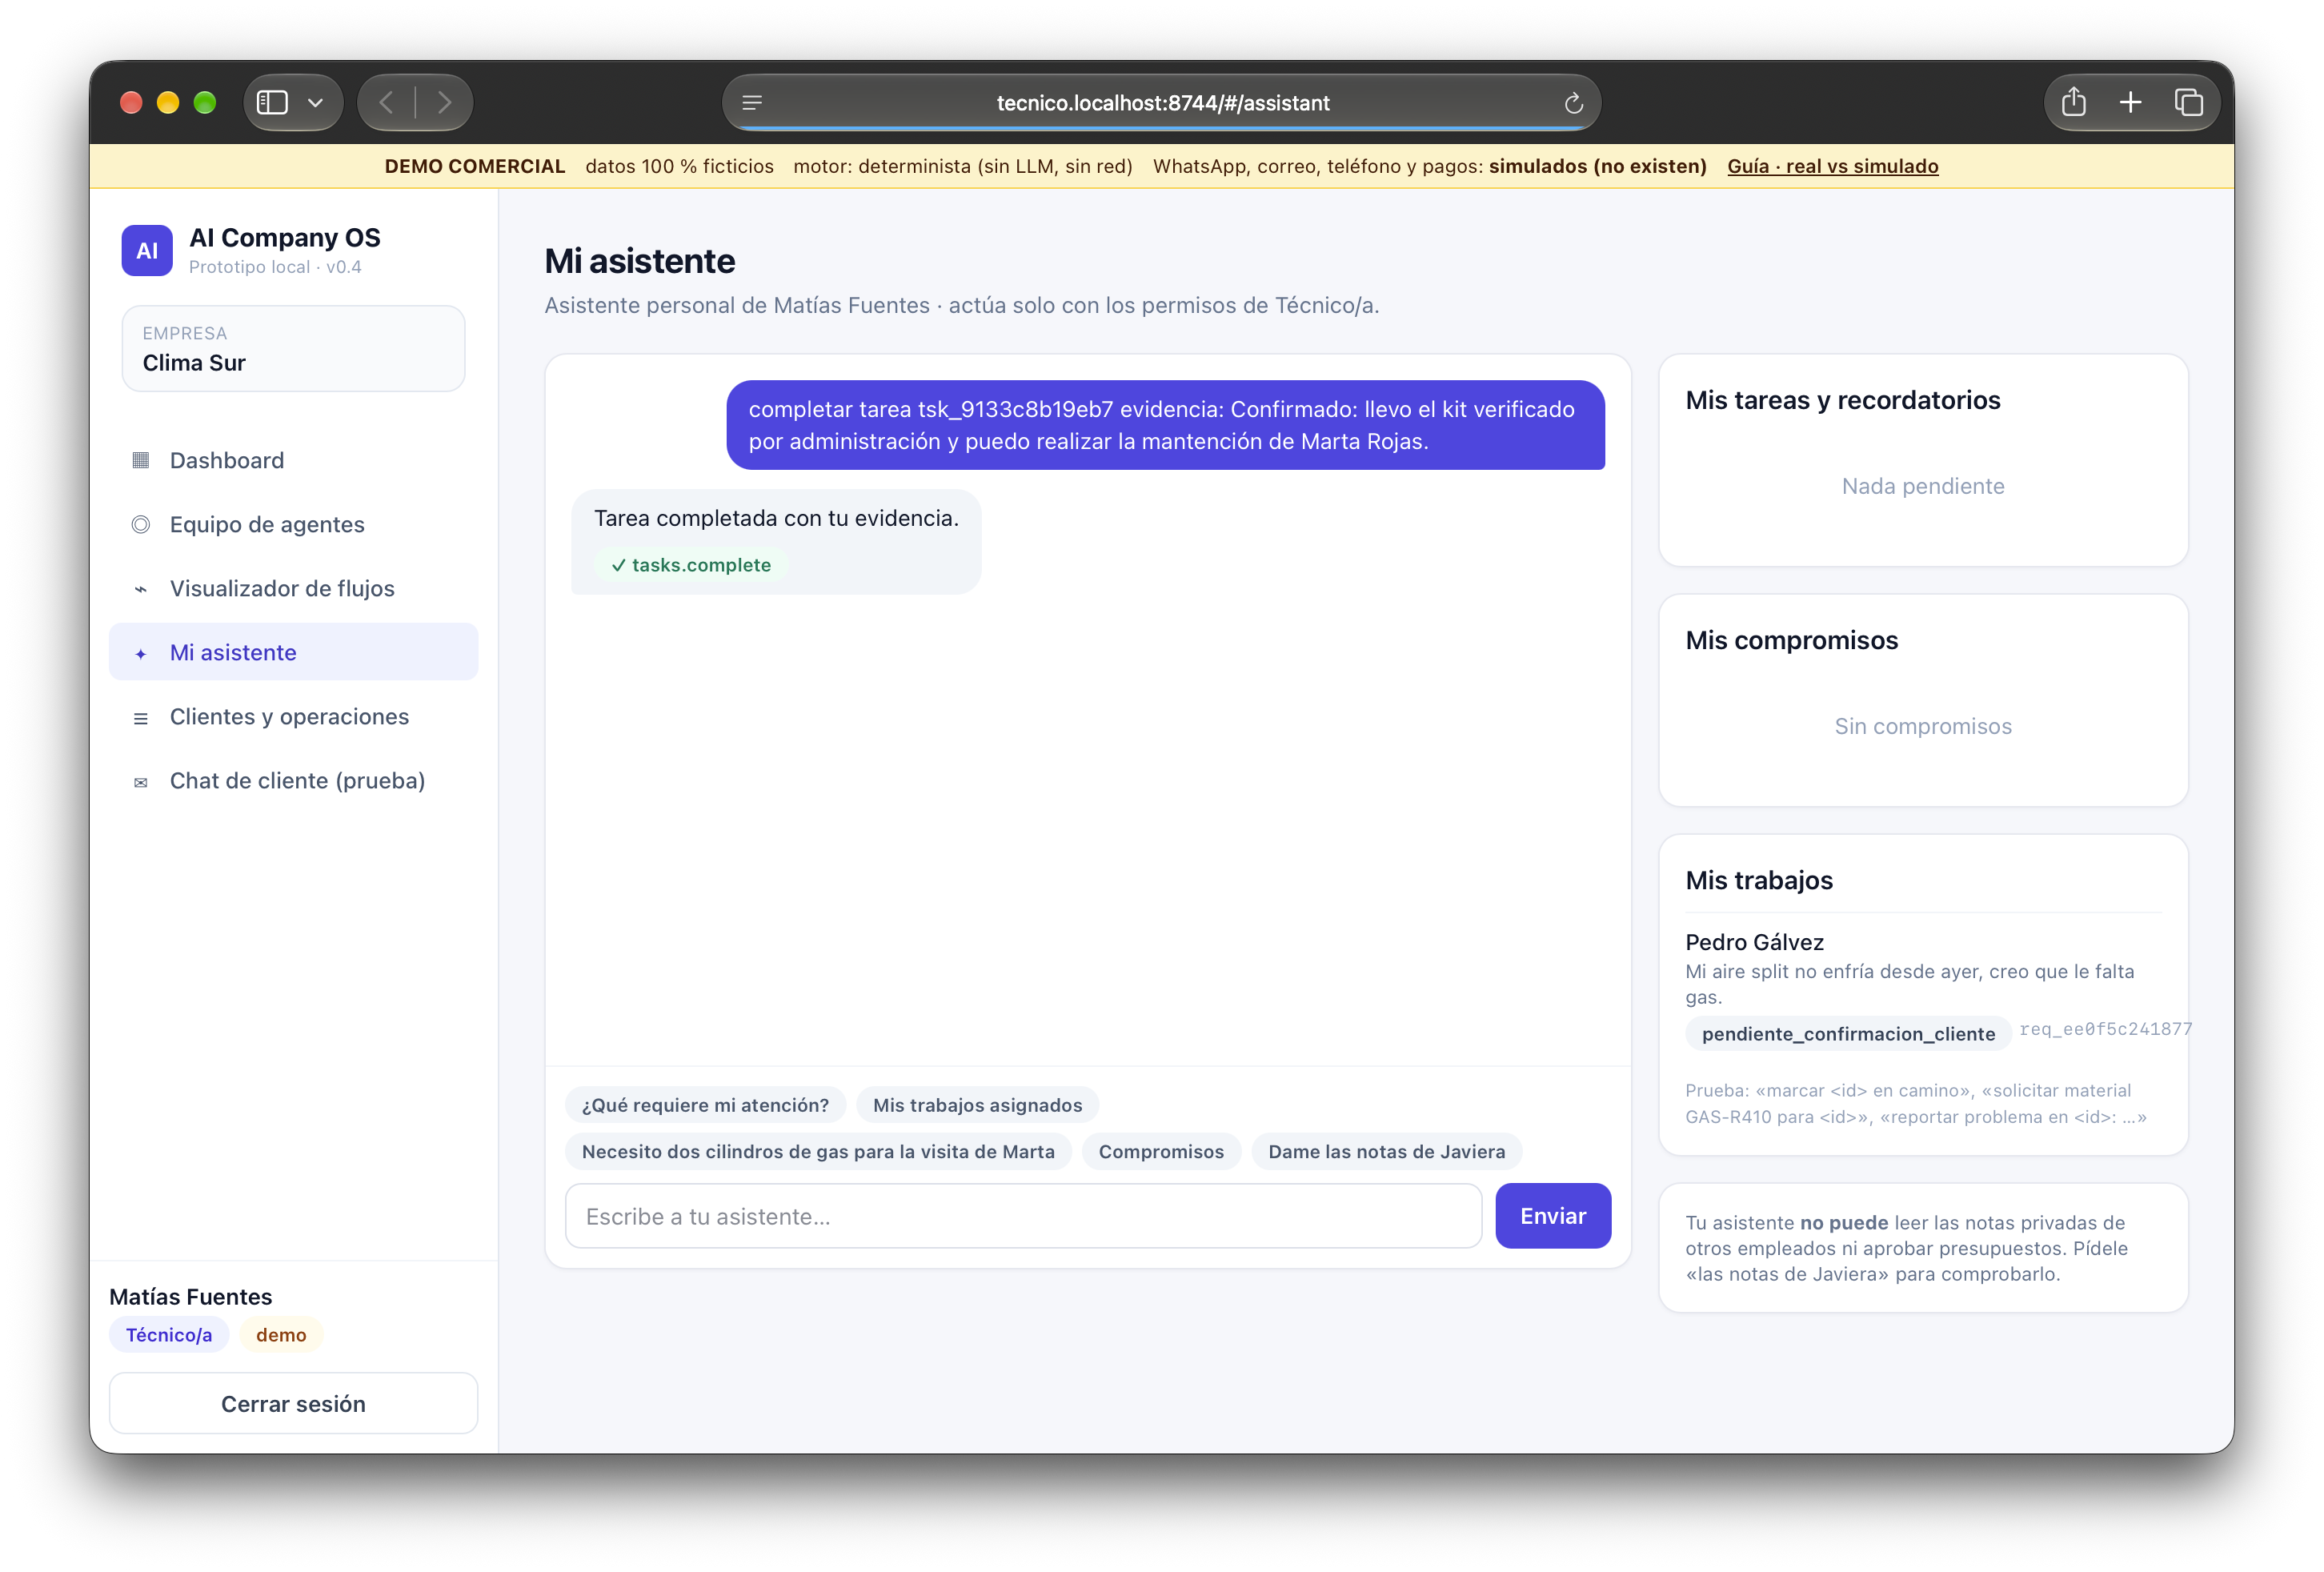 tecnico.localhost:8744/#/assistant
DEMO COMERCIAL datos 100 % ficticios motor: determinista (sin LLM, sin red) WhatsApp, correo, teléfono y pagos: simulados (no existen) Guía · real vs simulado
AI
AI Company OS
Prototipo local · v0.4
EMPRESA
Clima Sur
Dashboard
Equipo de agentes
Visualizador de flujos
Mi asistente
Clientes y operaciones
Chat de cliente (prueba)
Matías Fuentes
Técnico/a demo
Cerrar sesión
Mi asistente
Asistente personal de Matías Fuentes · actúa solo con los permisos de Técnico/a.
completar tarea tsk_9133c8b19eb7 evidencia: Confirmado: llevo el kit verificado
por administración y puedo realizar la mantención de Marta Rojas.
Tarea completada con tu evidencia.
✓ tasks.complete
¿Qué requiere mi atención? Mis trabajos asignados
Necesito dos cilindros de gas para la visita de Marta Compromisos Dame las notas de Javiera
Escribe a tu asistente...
Enviar
Mis tareas y recordatorios
Nada pendiente
Mis compromisos
Sin compromisos
Mis trabajos
Pedro Gálvez
Mi aire split no enfría desde ayer, creo que le falta
gas.
pendiente_confirmacion_cliente req_ee0f5c241877
Prueba: «marcar <id> en camino», «solicitar material
GAS-R410 para <id>», «reportar problema en <id>: ...»
Tu asistente no puede leer las notas privadas de
otros empleados ni aprobar presupuestos. Pídele
«las notas de Javiera» para comprobarlo.